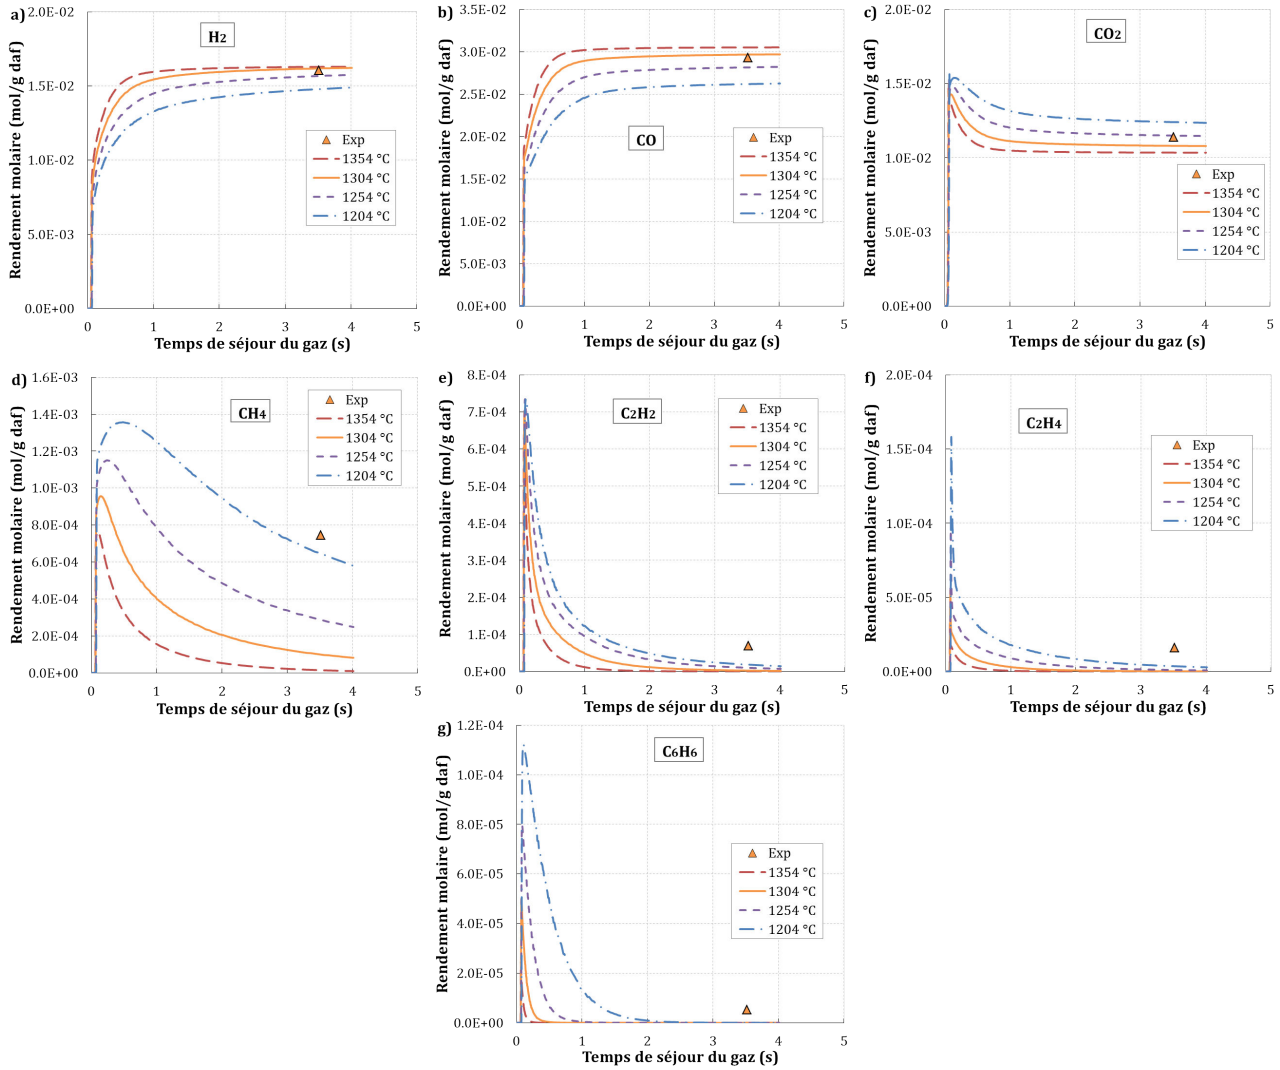 a)
H2
Rendement molaire (mol/g daf)
2.0E-02
1.5E-02
1.0E-02
5.0E-03
0.0E+00
0 1 2 3 4 5
Temps de séjour du gaz (s)
Exp
1354 °C
1304 °C
1254 °C
1204 °C
b)
CO
Rendement molaire (mol/g daf)
3.5E-02
3.0E-02
2.5E-02
2.0E-02
1.5E-02
1.0E-02
5.0E-03
0.0E+00
0 1 2 3 4 5
Temps de séjour du gaz (s)
Exp
1354 °C
1304 °C
1254 °C
1204 °C
c)
CO2
Rendement molaire (mol/g daf)
2.0E-02
1.5E-02
1.0E-02
5.0E-03
0.0E+00
0 1 2 3 4 5
Temps de séjour du gaz (s)
Exp
1354 °C
1304 °C
1254 °C
1204 °C
d)
CH4
Rendement molaire (mol/g daf)
1.6E-03
1.4E-03
1.2E-03
1.0E-03
8.0E-04
6.0E-04
4.0E-04
2.0E-04
0.0E+00
0 1 2 3 4 5
Temps de séjour du gaz (s)
Exp
1354 °C
1304 °C
1254 °C
1204 °C
e)
C2H2
Rendement molaire (mol/g daf)
8.E-04
7.E-04
6.E-04
5.E-04
4.E-04
3.E-04
2.E-04
1.E-04
0.E+00
0 1 2 3 4 5
Temps de séjour du gaz (s)
Exp
1354 °C
1304 °C
1254 °C
1204 °C
f)
C2H4
Rendement molaire (mol/g daf)
2.0E-04
1.5E-04
1.0E-04
5.0E-05
0.0E+00
0 1 2 3 4 5
Temps de séjour du gaz (s)
Exp
1354 °C
1304 °C
1254 °C
1204 °C
g)
C6H6
Rendement molaire (mol/g daf)
1.2E-04
1.0E-04
8.0E-05
6.0E-05
4.0E-05
2.0E-05
0.0E+00
0 1 2 3 4 5
Temps de séjour du gaz (s)
Exp
1354 °C
1304 °C
1254 °C
1204 °C